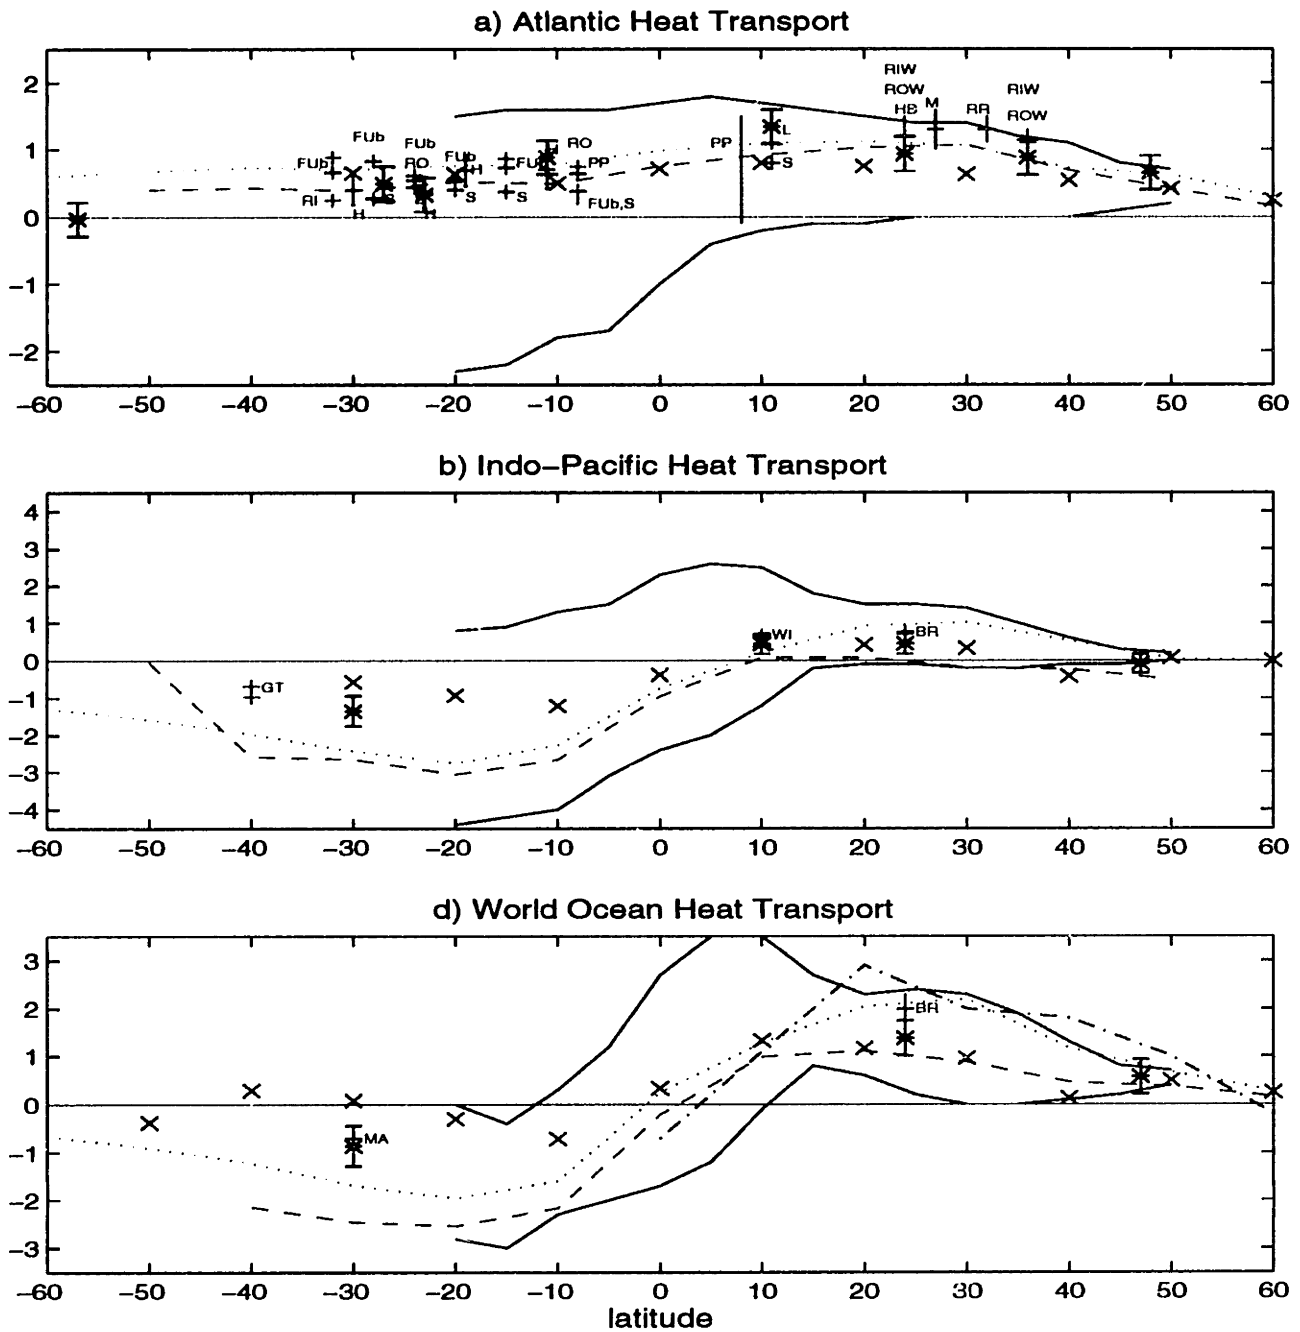 a) Atlantic Heat Transport
2
1
0
−1
−2
RIW
ROW
HB
M
RR
RIW
ROW
FUb
FUb
FUb
RO
FUb
H
RO
FU
PP
PP
L
S
RI
H
S
H
S
S
FUb,S
−60 −50 −40 −30 −20 −10 0 10 20 30 40 50 60
b) Indo−Pacific Heat Transport
4
3
2
1
0
−1
−2
−3
−4
GT
WI
BR
−60 −50 −40 −30 −20 −10 0 10 20 30 40 50 60
d) World Ocean Heat Transport
3
2
1
0
−1
−2
−3
MA
BR
−60 −50 −40 −30 −20 −10 0 10 20 30 40 50 60
latitude